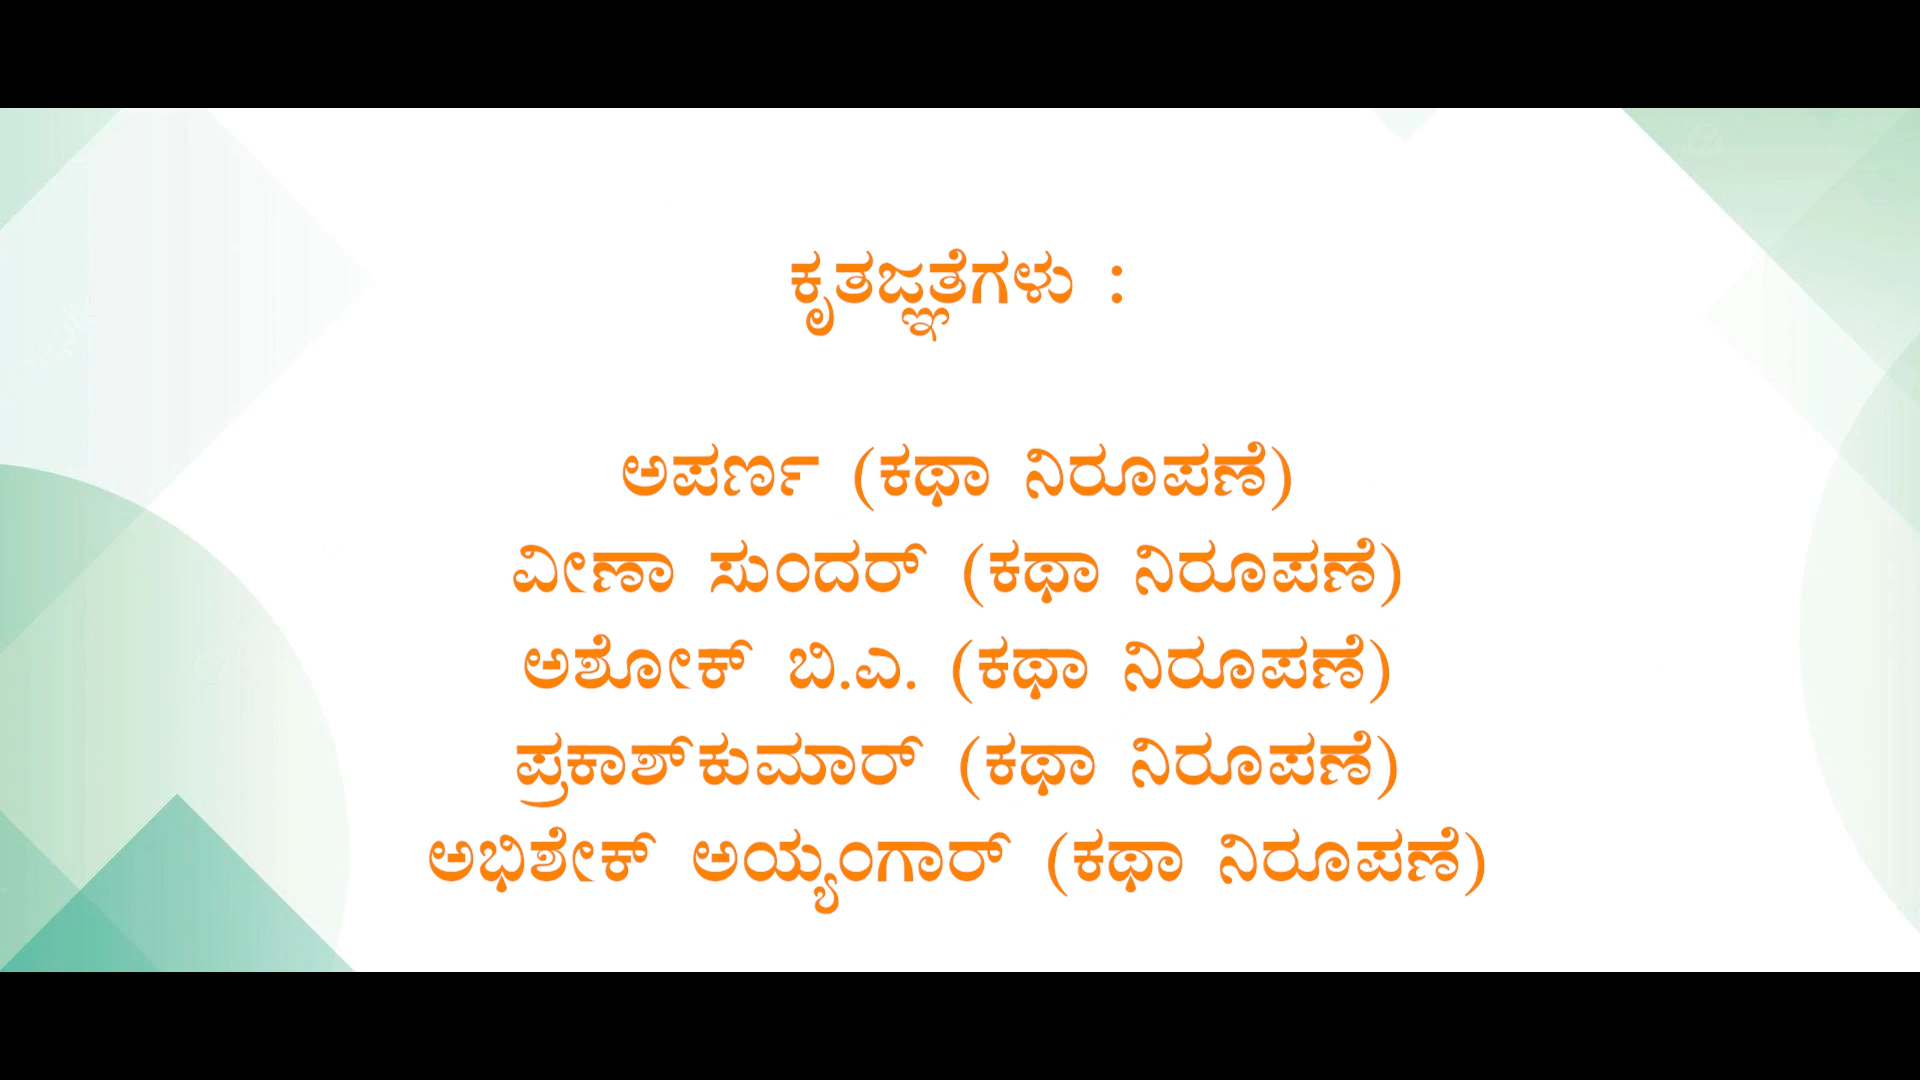 ಕೃತಜ್ಞತೆಗಳು :
ಅಪರ್ಣ (ಕಥಾ ನಿರೂಪಣೆ)
ವೀಣಾ ಸುಂದರ್ (ಕಥಾ ನಿರೂಪಣೆ)
ಅಶೋಕ್ ಬಿ.ಎ. (ಕಥಾ ನಿರೂಪಣೆ)
ಪ್ರಕಾಶ್‌ಕುಮಾರ್ (ಕಥಾ ನಿರೂಪಣೆ)
ಅಭಿಶೇಕ್ ಅಯ್ಯಂಗಾರ್ (ಕಥಾ ನಿರೂಪಣೆ)